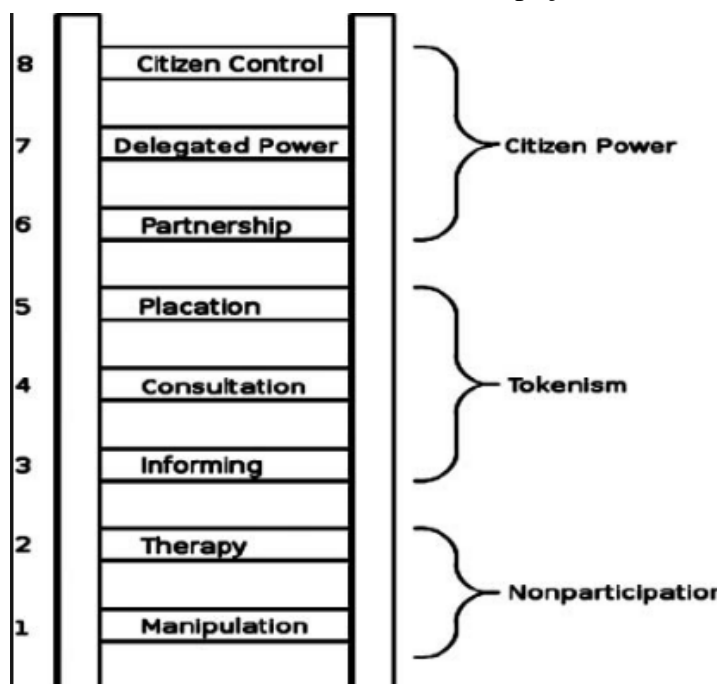 8 Citizen Control
7 Delegated Power Citizen Power
6 Partnership
5 Placation
4 Consultation Tokenism
3 Informing
2 Therapy
Nonparticipation
1 Manipulation